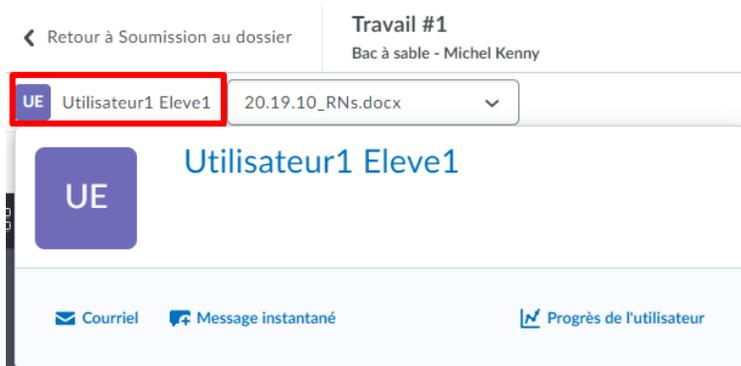 Retour à Soumission au dossier
Travail #1
Bac à sable - Michel Kenny
UE Utilisateur1 Eleve1 20.19.10_RNs.docx
UE Utilisateur1 Eleve1
Courriel Message instantané Progrès de l'utilisateur